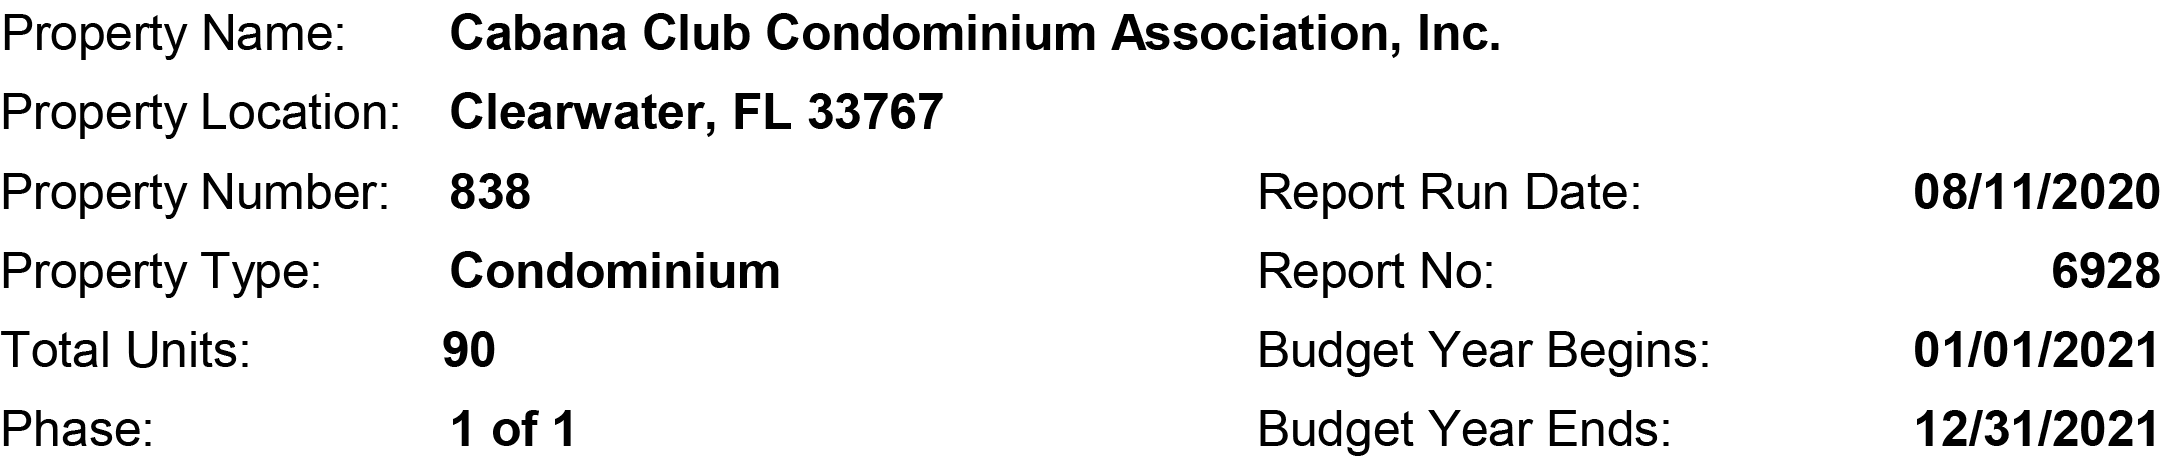 Property Name: Cabana Club Condominium Association, Inc.
Property Location: Clearwater, FL 33767
Property Number: 838 Report Run Date: 08/11/2020
Property Type: Condominium Report No: 6928
Total Units: 90 Budget Year Begins: 01/01/2021
Phase: 1 of 1 Budget Year Ends: 12/31/2021